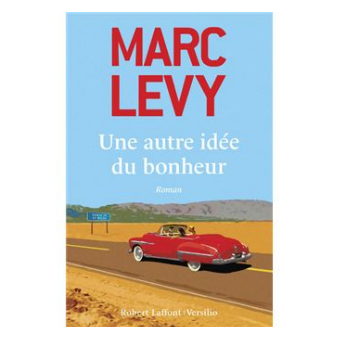 MARC
LEVY
Une autre idée
du bonheur
Roman
Robert Laffont | Versilio